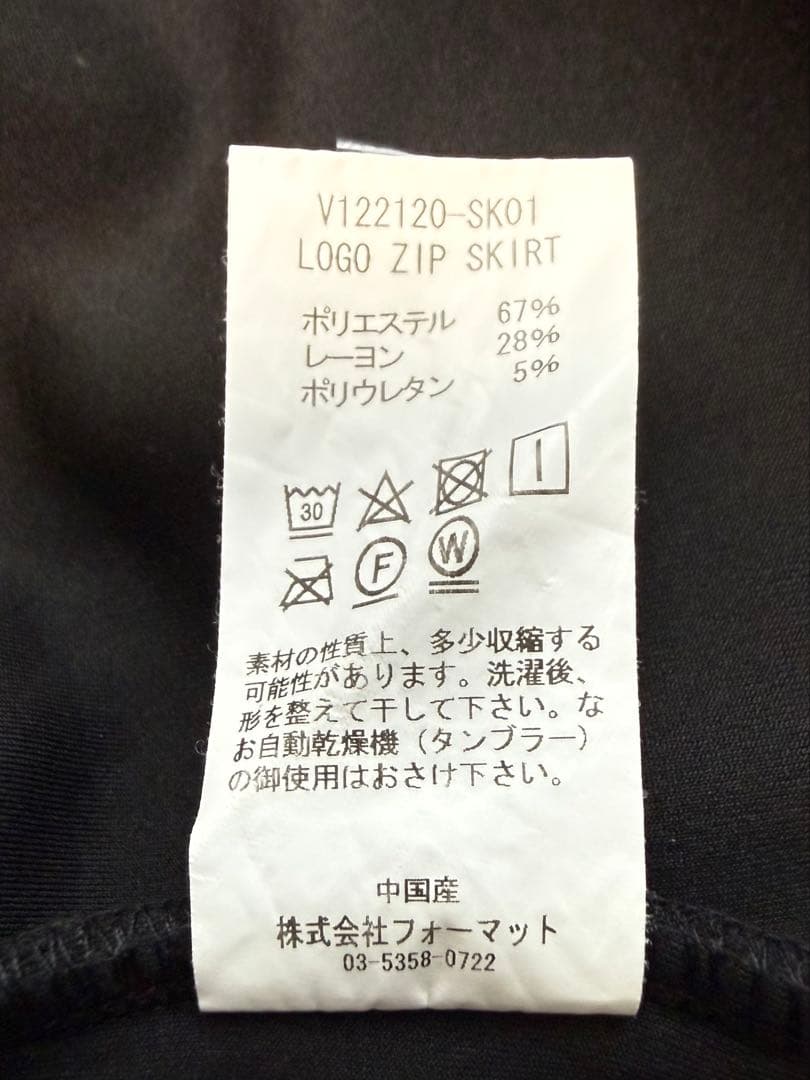 V122120-SK01
LOGO ZIP SKIRT
ポリエステル 67%
レーヨン 28%
ポリウレタン 5%
30
F W
素材の性質上、多少収縮する
可能性があります。洗濯後、
形を整えて干して下さい。な
お自動乾燥機(タンブラー)
の御使用はおさけ下さい。
中国産
株式会社フォーマット
03-5358-0722